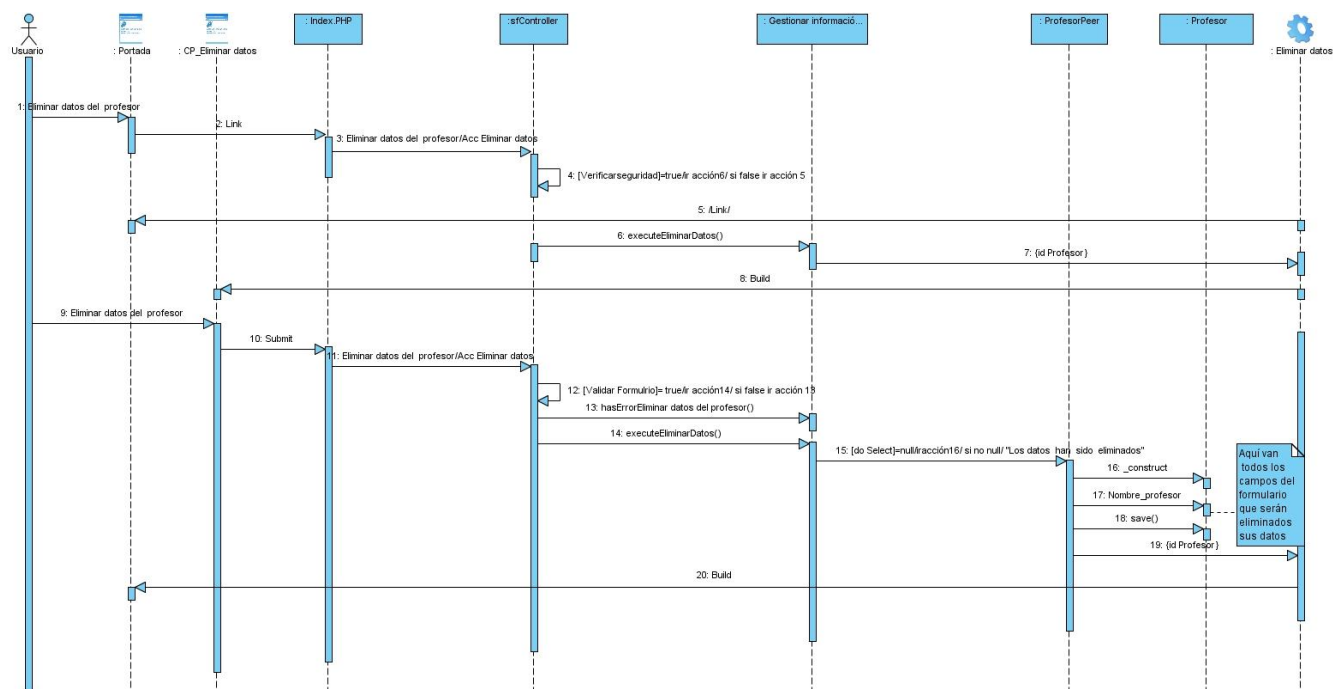 : Index.PHP
:sfController
: Gestionar informació...
: ProfesorPeer
: Profesor
Usuario
: Portada
: CP_Eliminar datos
: Eliminar datos
1: Eliminar datos del profesor
2: Link
3: Eliminar datos del profesor/Acc Eliminar datos
4: [Verificarseguridad]=true/ir acción6/ si false ir acción 5
5: /Link/
6: executeEliminarDatos()
7: {id Profesor}
8: Build
9: Eliminar datos del profesor
10: Submit
11: Eliminar datos del profesor/Acc Eliminar datos
12: [Validar Formulrio]= true/ir acción14/ si false ir acción 13
13: hasErrorEliminar datos del profesor()
14: executeEliminarDatos()
15: [do Select]=null/iracción16/ si no null/ "Los datos han sido eliminados"
16: _construct
17: Nombre_profesor
18: save()
19: {id Profesor}
20: Build
Aquí van
todos los
campos del
formulario
que serán
eliminados
sus datos